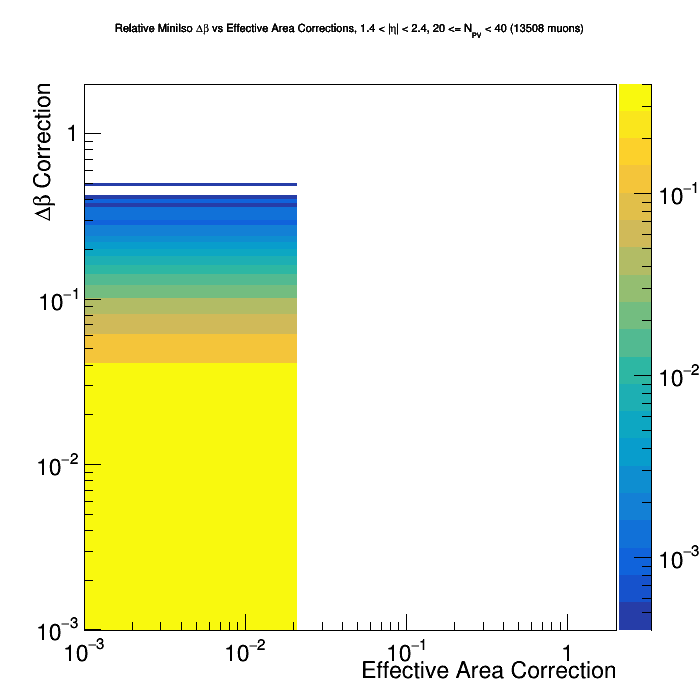 Relative MiniIso Δβ vs Effective Area Corrections, 1.4 < |η| < 2.4, 20 <= N_PV < 40 (13508 muons)
Δβ Correction
1
10⁻¹
10⁻²
10⁻³
10⁻³ 10⁻² 10⁻¹ 1
Effective Area Correction
10⁻¹
10⁻²
10⁻³